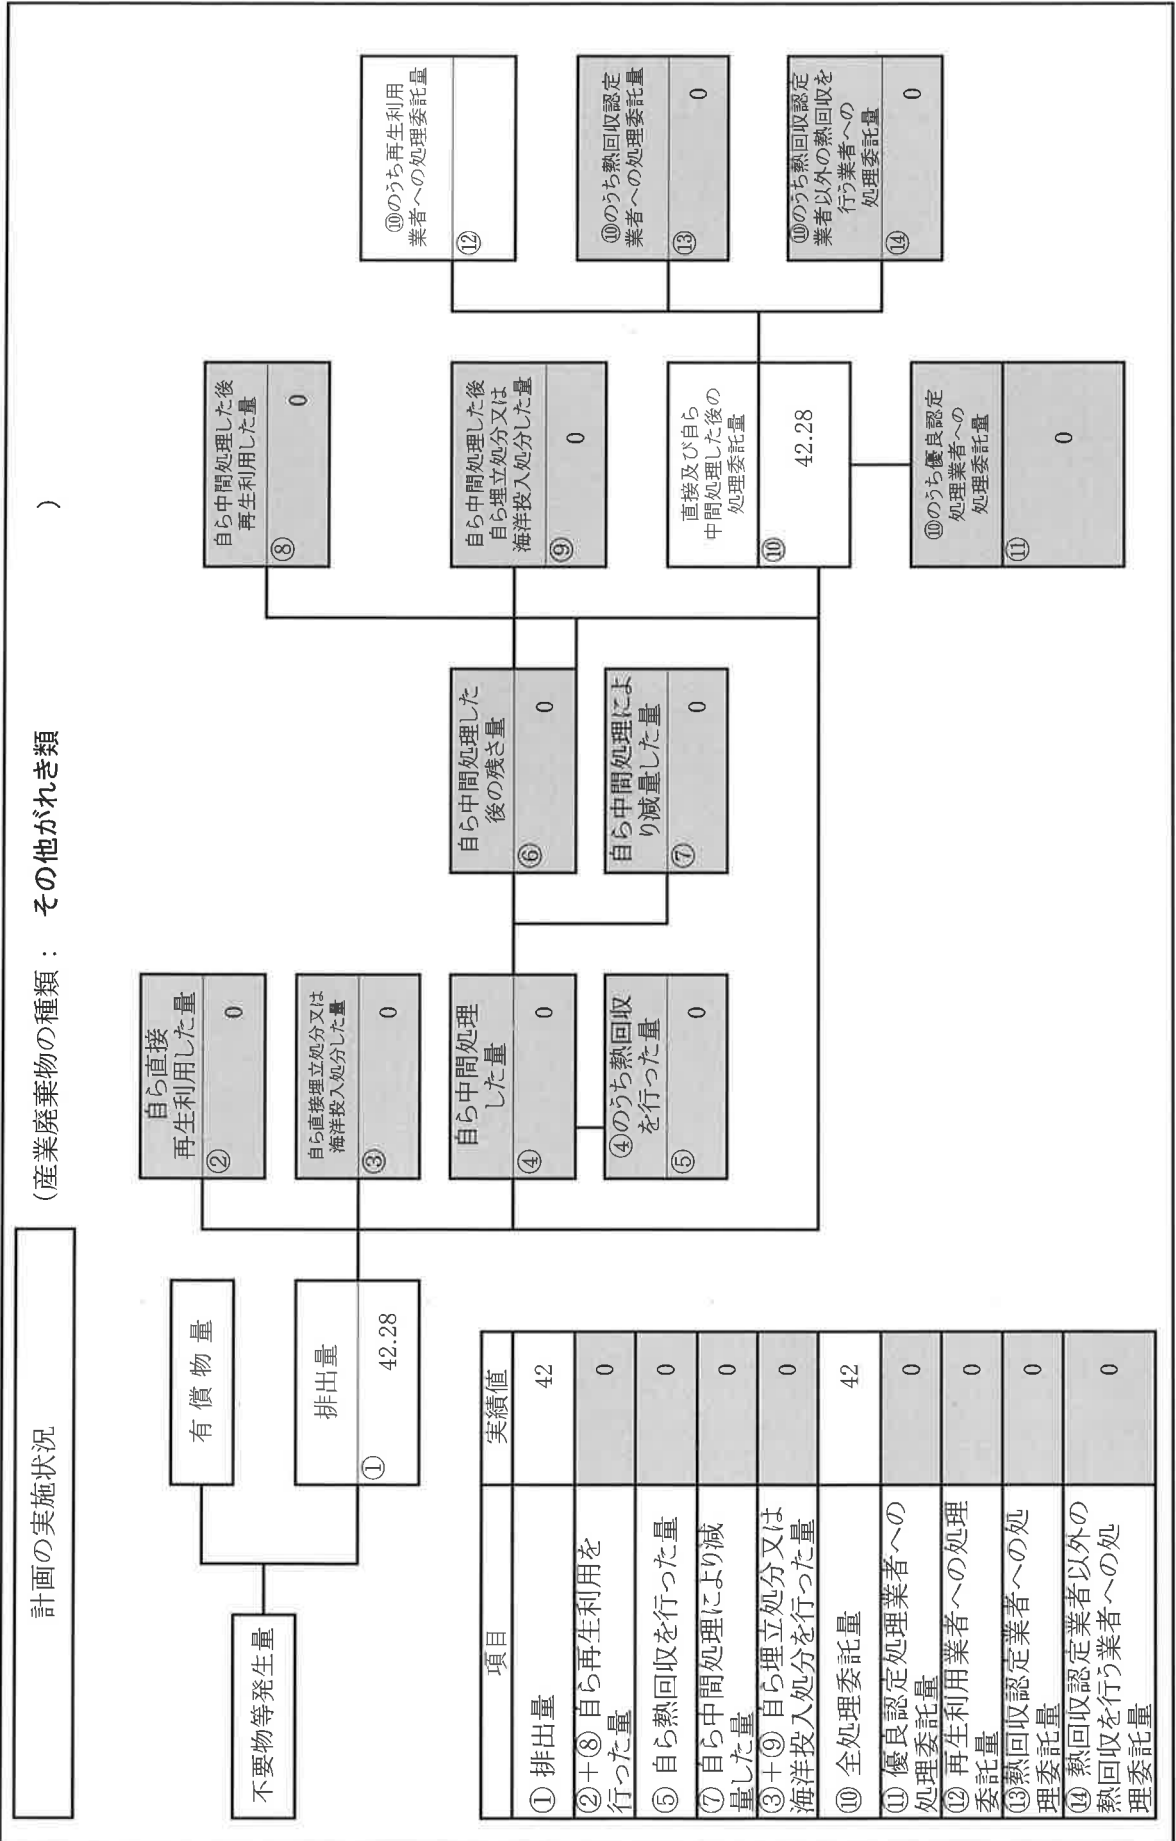 計画の実施状況
(産業廃棄物の種類： その他がれき類 )
不要物等発生量
有 償 物 量
排出量
①
42.28
自ら直接
再生利用した量
②
0
自ら直接埋立処分又は
海洋投入処分した量
③
0
自ら中間処理
した量
④
0
④のうち熱回収
を行った量
⑤
0
自ら中間処理した
後の残さ量
⑥
0
自ら中間処理によ
り減量した量
⑦
0
自ら中間処理した後
再生利用した量
⑧
0
自ら中間処理した後
自ら埋立処分又は
海洋投入処分した量
⑨
0
直接及び自ら
中間処理した後の
処理委託量
⑩
42.28
⑩のうち優良認定
処理業者への
処理委託量
⑪
0
⑩のうち再生利用
業者への処理委託量
⑫
⑩のうち熱回収認定
業者への処理委託量
⑬
0
⑩のうち熱回収認定
業者以外の熱回収を
行う業者への
処理委託量
⑭
0
項目 実績値
① 排出量 42
②＋⑧ 自ら再生利用を
行った量 0
⑤ 自ら熱回収を行った量 0
⑦ 自ら中間処理により減
量した量 0
③＋⑨ 自ら埋立処分又は
海洋投入処分を行った量 0
⑩ 全処理委託量 42
⑪ 優良認定処理業者への
処理委託量 0
⑫ 再生利用業者への処理
委託量 0
⑬熱回収認定業者への処
理委託量 0
⑭ 熱回収認定業者以外の
熱回収を行う業者への処
理委託量 0